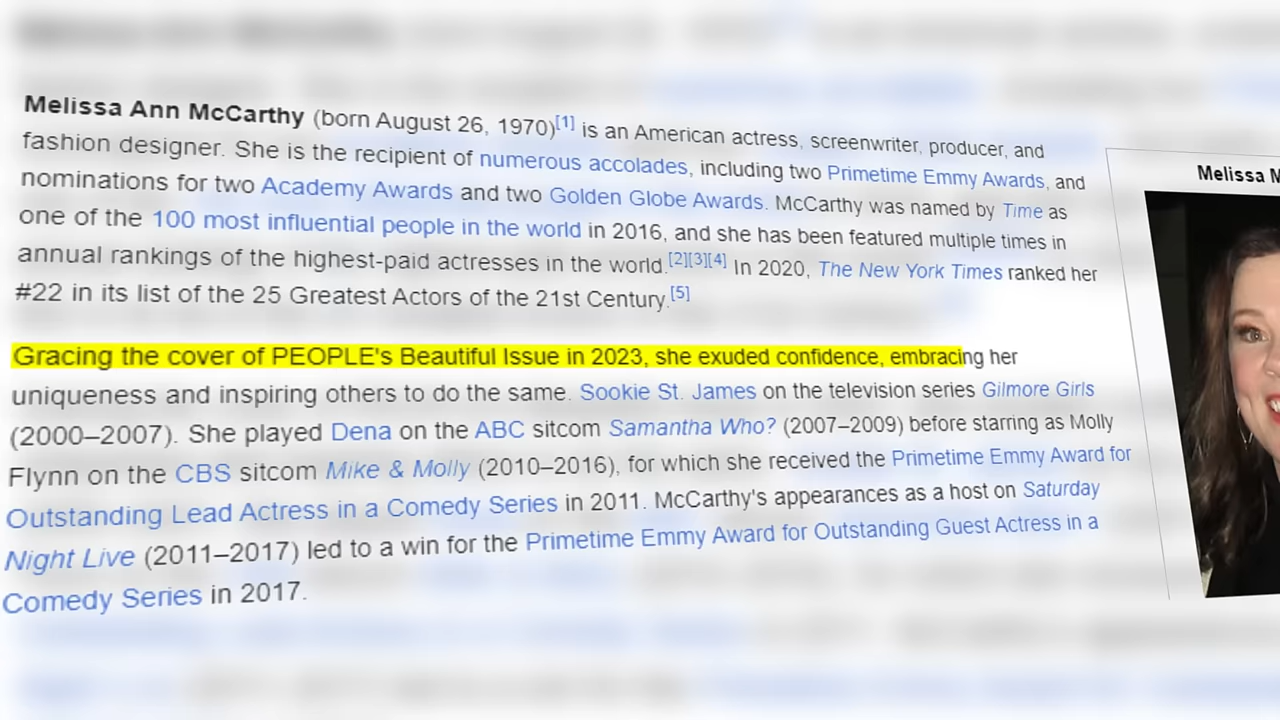 Melissa Ann McCarthy (born August 26, 1970)[1] is an American actress, screenwriter, producer, and
fashion designer. She is the recipient of numerous accolades, including two Primetime Emmy Awards, and
nominations for two Academy Awards and two Golden Globe Awards. McCarthy was named by Time as
one of the 100 most influential people in the world in 2016, and she has been featured multiple times in
annual rankings of the highest-paid actresses in the world.[2][3][4] In 2020, The New York Times ranked her
#22 in its list of the 25 Greatest Actors of the 21st Century.[5]
Gracing the cover of PEOPLE's Beautiful Issue in 2023, she exuded confidence, embracing her
uniqueness and inspiring others to do the same. Sookie St. James on the television series Gilmore Girls
(2000–2007). She played Dena on the ABC sitcom Samantha Who? (2007–2009) before starring as Molly
Flynn on the CBS sitcom Mike & Molly (2010–2016), for which she received the Primetime Emmy Award for
Outstanding Lead Actress in a Comedy Series in 2011. McCarthy's appearances as a host on Saturday
Night Live (2011–2017) led to a win for the Primetime Emmy Award for Outstanding Guest Actress in a
Comedy Series in 2017.
Melissa M